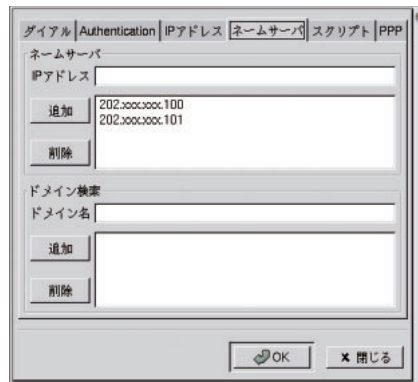 ダイアル Authentication IPアドレス ネームサーバ スクリプト PPP
ネームサーバ
IPアドレス
追加
202.xxx.xxx.100
202.xxx.xxx.101
削除
ドメイン検索
ドメイン名
追加
削除
OK 閉じる